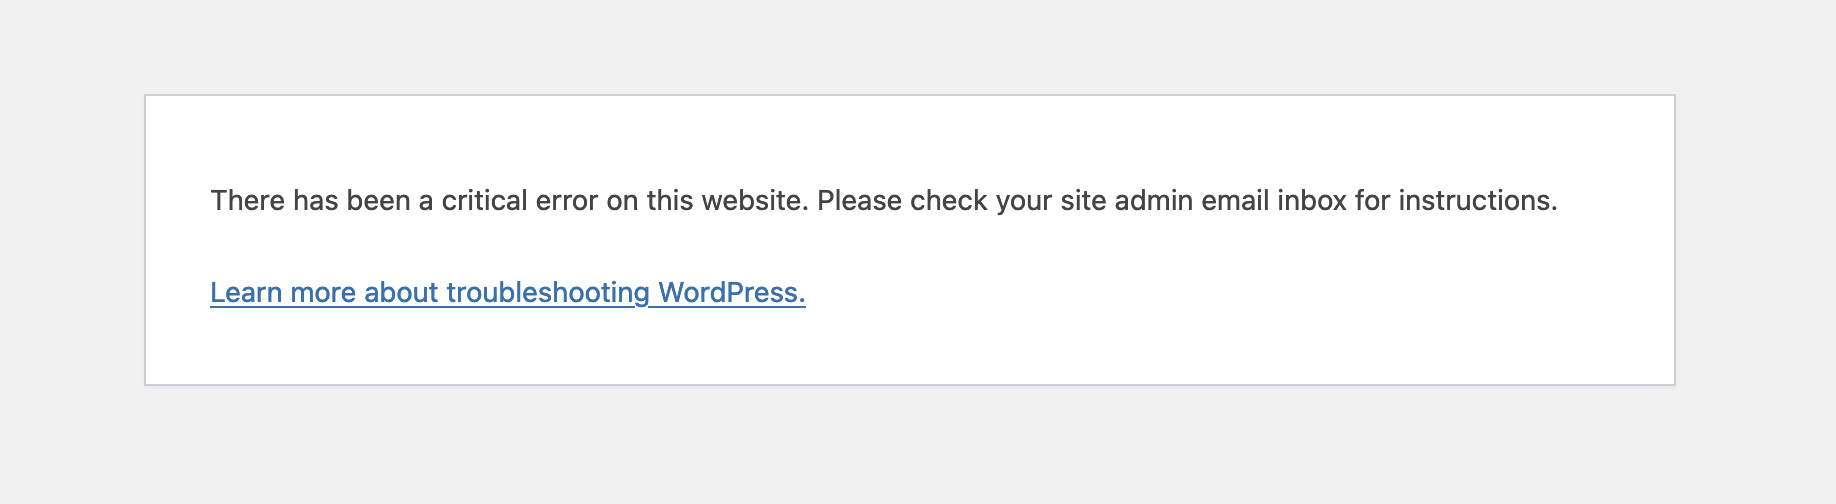 There has been a critical error on this website. Please check your site admin email inbox for instructions.
Learn more about troubleshooting WordPress.